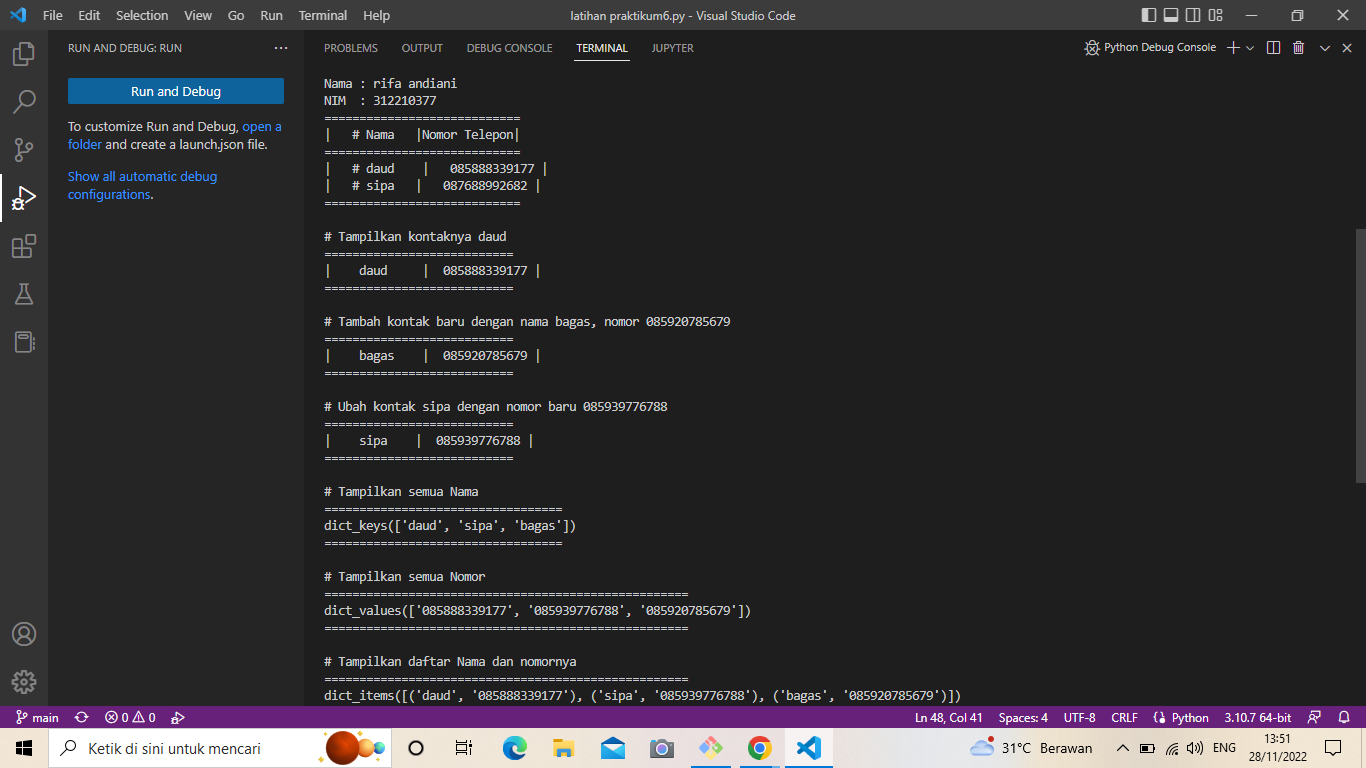 File Edit Selection View Go Run Terminal Help latihan praktikum6.py - Visual Studio Code
RUN AND DEBUG: RUN
Run and Debug
To customize Run and Debug, open a
folder and create a launch.json file.
Show all automatic debug
configurations.
PROBLEMS OUTPUT DEBUG CONSOLE TERMINAL JUPYTER Python Debug Console
Nama : rifa andiani
NIM  : 312210377
============================
|   # Nama   |Nomor Telepon|
============================
|   # daud    |   085888339177 |
|   # sipa   |   087688992682 |
============================
# Tampilkan kontaknya daud
===========================
|    daud     |  085888339177 |
===========================
# Tambah kontak baru dengan nama bagas, nomor 085920785679
===========================
|    bagas    |  085920785679 |
===========================
# Ubah kontak sipa dengan nomor baru 085939776788
===========================
|    sipa    |  085939776788 |
===========================
# Tampilkan semua Nama
==================================
dict_keys(['daud', 'sipa', 'bagas'])
==================================
# Tampilkan semua Nomor
====================================================
dict_values(['085888339177', '085939776788', '085920785679'])
====================================================
# Tampilkan daftar Nama dan nomornya
====================================================
dict_items([('daud', '085888339177'), ('sipa', '085939776788'), ('bagas', '085920785679')])
main 0 0 Ln 48, Col 41 Spaces: 4 UTF-8 CRLF Python 3.10.7 64-bit
Ketik di sini untuk mencari 31°C Berawan ENG 13:51
28/11/2022